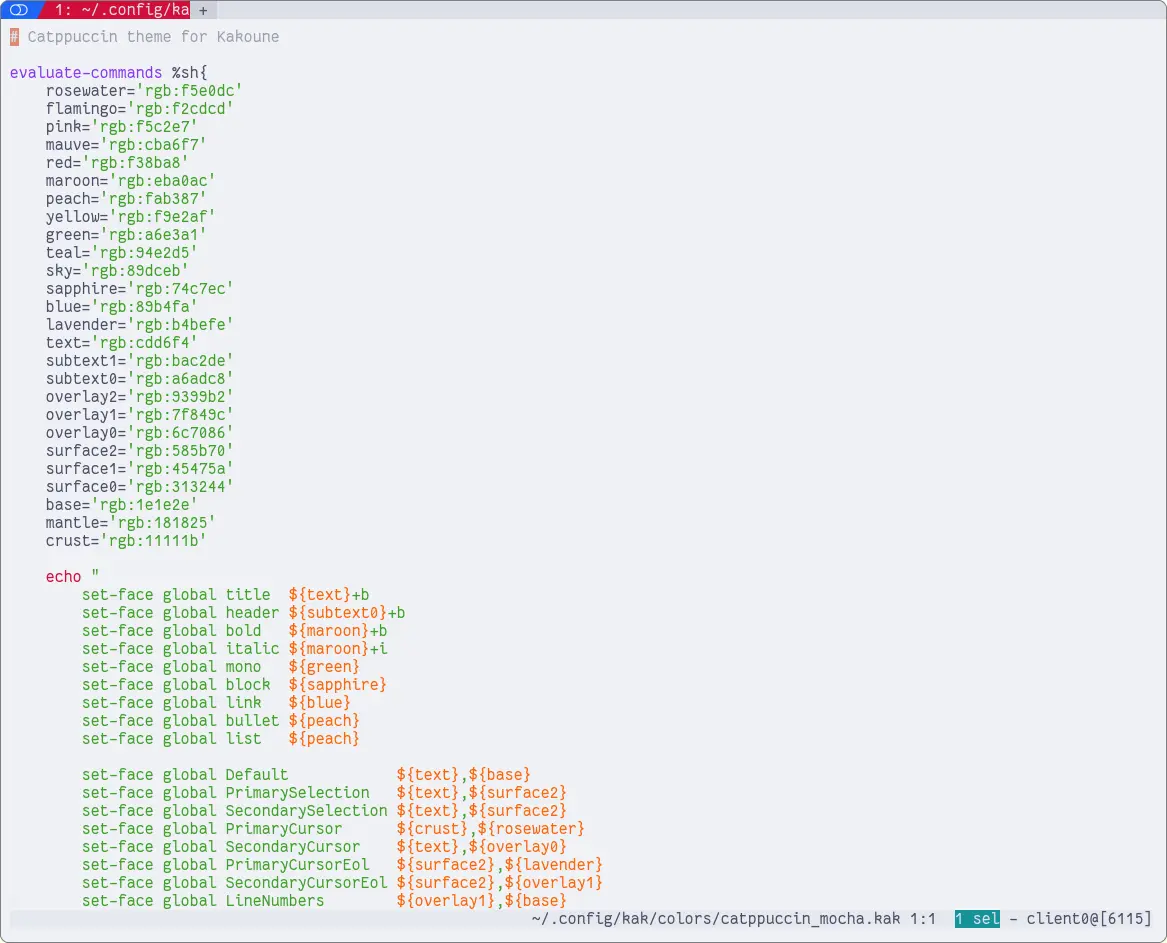 1: ~/.config/ka +
# Catppuccin theme for Kakoune
evaluate-commands %sh{
    rosewater='rgb:f5e0dc'
    flamingo='rgb:f2cdcd'
    pink='rgb:f5c2e7'
    mauve='rgb:cba6f7'
    red='rgb:f38ba8'
    maroon='rgb:eba0ac'
    peach='rgb:fab387'
    yellow='rgb:f9e2af'
    green='rgb:a6e3a1'
    teal='rgb:94e2d5'
    sky='rgb:89dceb'
    sapphire='rgb:74c7ec'
    blue='rgb:89b4fa'
    lavender='rgb:b4befe'
    text='rgb:cdd6f4'
    subtext1='rgb:bac2de'
    subtext0='rgb:a6adc8'
    overlay2='rgb:9399b2'
    overlay1='rgb:7f849c'
    overlay0='rgb:6c7086'
    surface2='rgb:585b70'
    surface1='rgb:45475a'
    surface0='rgb:313244'
    base='rgb:1e1e2e'
    mantle='rgb:181825'
    crust='rgb:11111b'
    echo "
        set-face global title  ${text}+b
        set-face global header ${subtext0}+b
        set-face global bold   ${maroon}+b
        set-face global italic ${maroon}+i
        set-face global mono   ${green}
        set-face global block  ${sapphire}
        set-face global link   ${blue}
        set-face global bullet ${peach}
        set-face global list   ${peach}
        set-face global Default            ${text},${base}
        set-face global PrimarySelection   ${text},${surface2}
        set-face global SecondarySelection ${text},${surface2}
        set-face global PrimaryCursor      ${crust},${rosewater}
        set-face global SecondaryCursor    ${text},${overlay0}
        set-face global PrimaryCursorEol   ${surface2},${lavender}
        set-face global SecondaryCursorEol ${surface2},${overlay1}
        set-face global LineNumbers        ${overlay1},${base}
~/.config/kak/colors/catppuccin_mocha.kak 1:1  1 sel - client0@[6115]